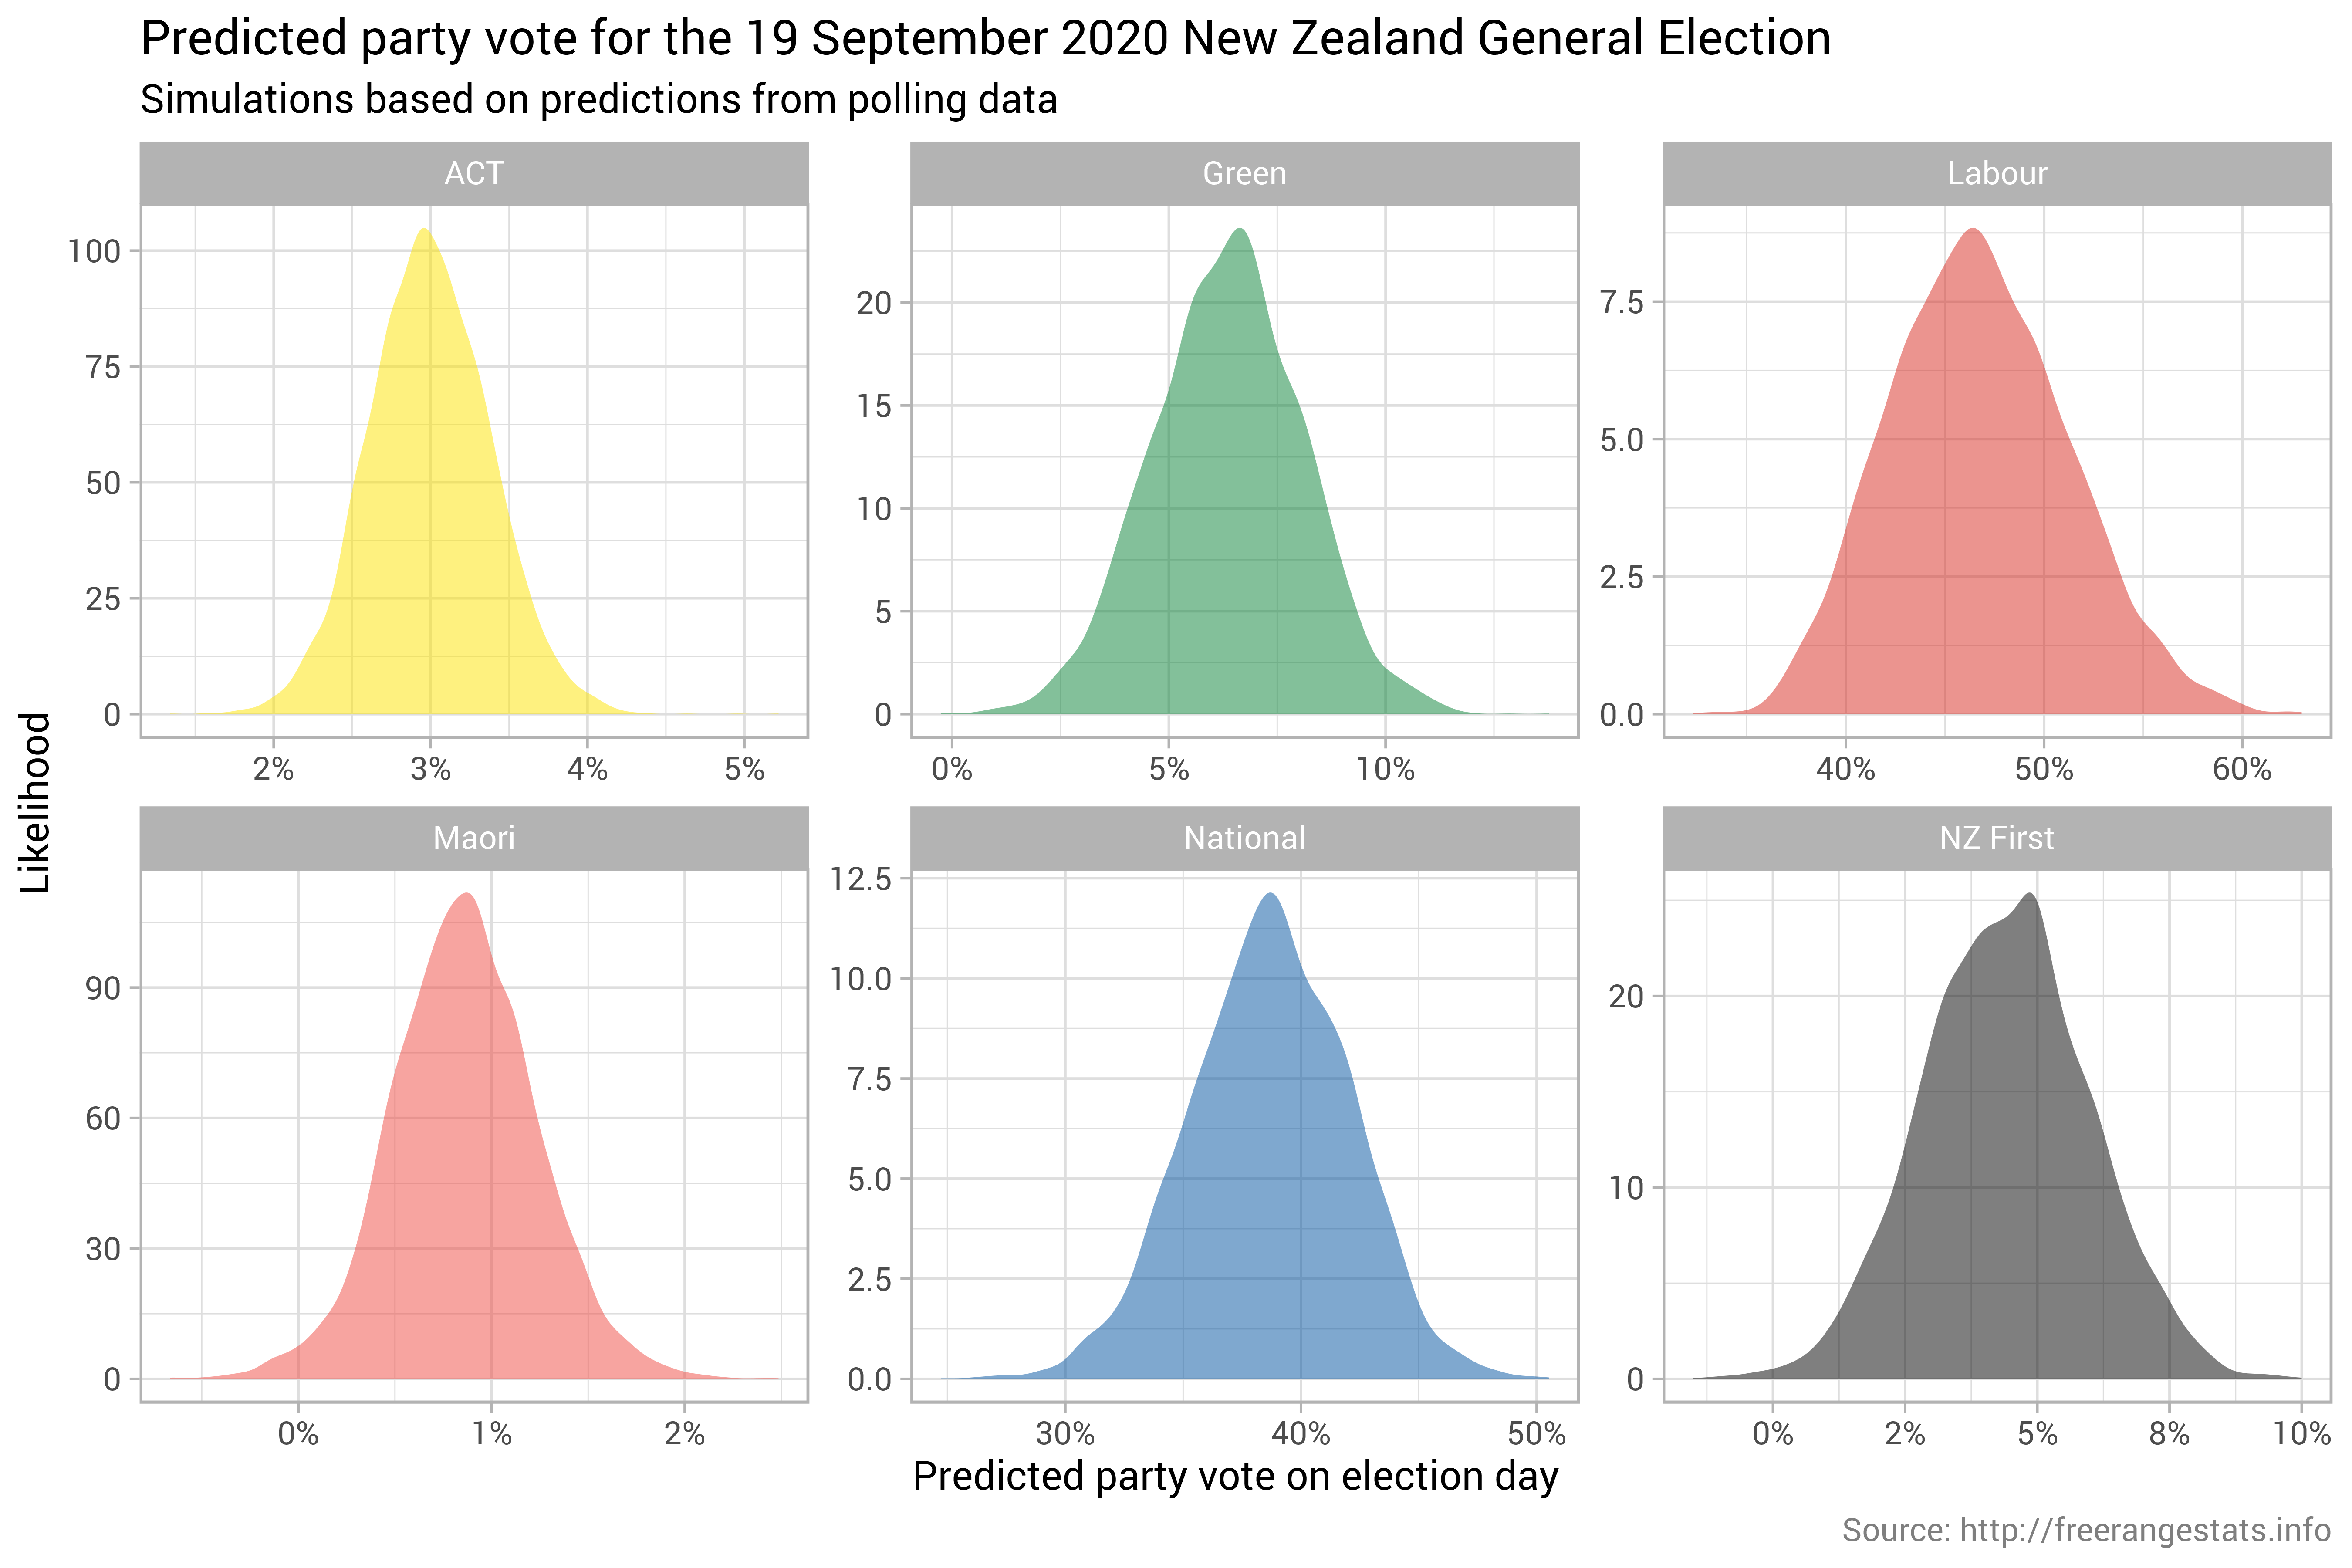 Predicted party vote for the 19 September 2020 New Zealand General Election
Simulations based on predictions from polling data
ACT
Green
Labour
100
75
50
25
0
20
15
10
5
0
7.5
5.0
2.5
0.0
2% 3% 4% 5%
0% 5% 10%
40% 50% 60%
Likelihood
Maori
National
NZ First
90
60
30
0
12.5
10.0
7.5
5.0
2.5
0.0
20
10
0
0% 1% 2%
30% 40% 50%
0% 2% 5% 8% 10%
Predicted party vote on election day
Source: http://freerangestats.info